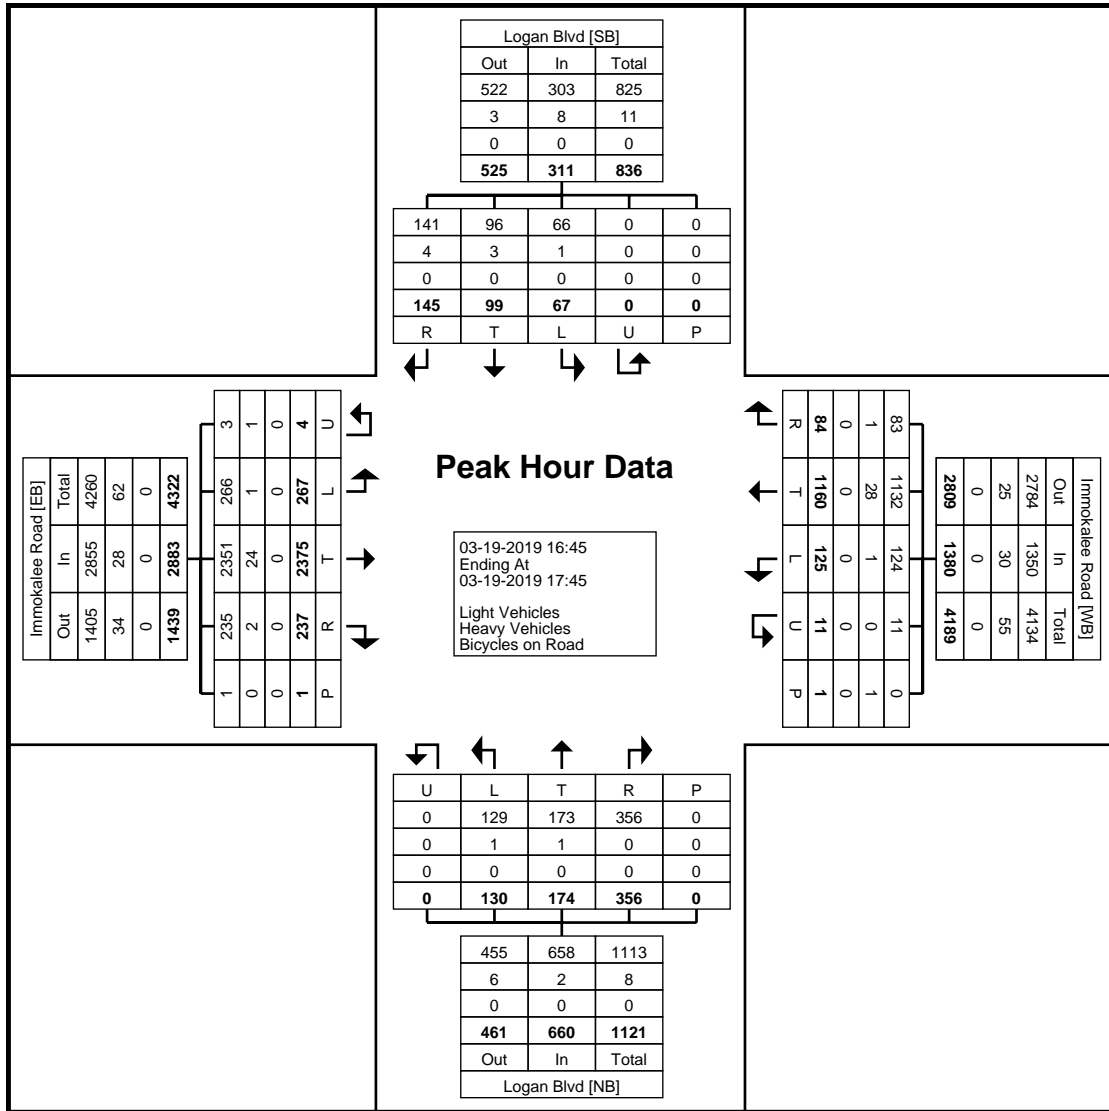 Logan Blvd [SB]
Out In Total
522 303 825
3 8 11
0 0 0
525 311 836
141 96 66 0 0
4 3 1 0 0
0 0 0 0 0
145 99 67 0 0
R T L U P
Immokalee Road [EB]
Total 4260 62 0 4322
In 2855 28 0 2883
Out 1405 34 0 1439
3 1 0 4 U
266 1 0 267 L
2351 24 0 2375 T
235 2 0 237 R
1 0 0 1 P
Peak Hour Data
03-19-2019 16:45
Ending At
03-19-2019 17:45
Light Vehicles
Heavy Vehicles
Bicycles on Road
R 84 0 1 83
T 1160 0 28 1132
L 125 0 1 124
U 11 0 0 11
P 1 0 1 0
2809 0 25 2784 Out
1380 0 30 1350 In
4189 0 55 4134 Total
Immokalee Road [WB]
U L T R P
0 129 173 356 0
0 1 1 0 0
0 0 0 0 0
0 130 174 356 0
455 658 1113
6 2 8
0 0 0
461 660 1121
Out In Total
Logan Blvd [NB]